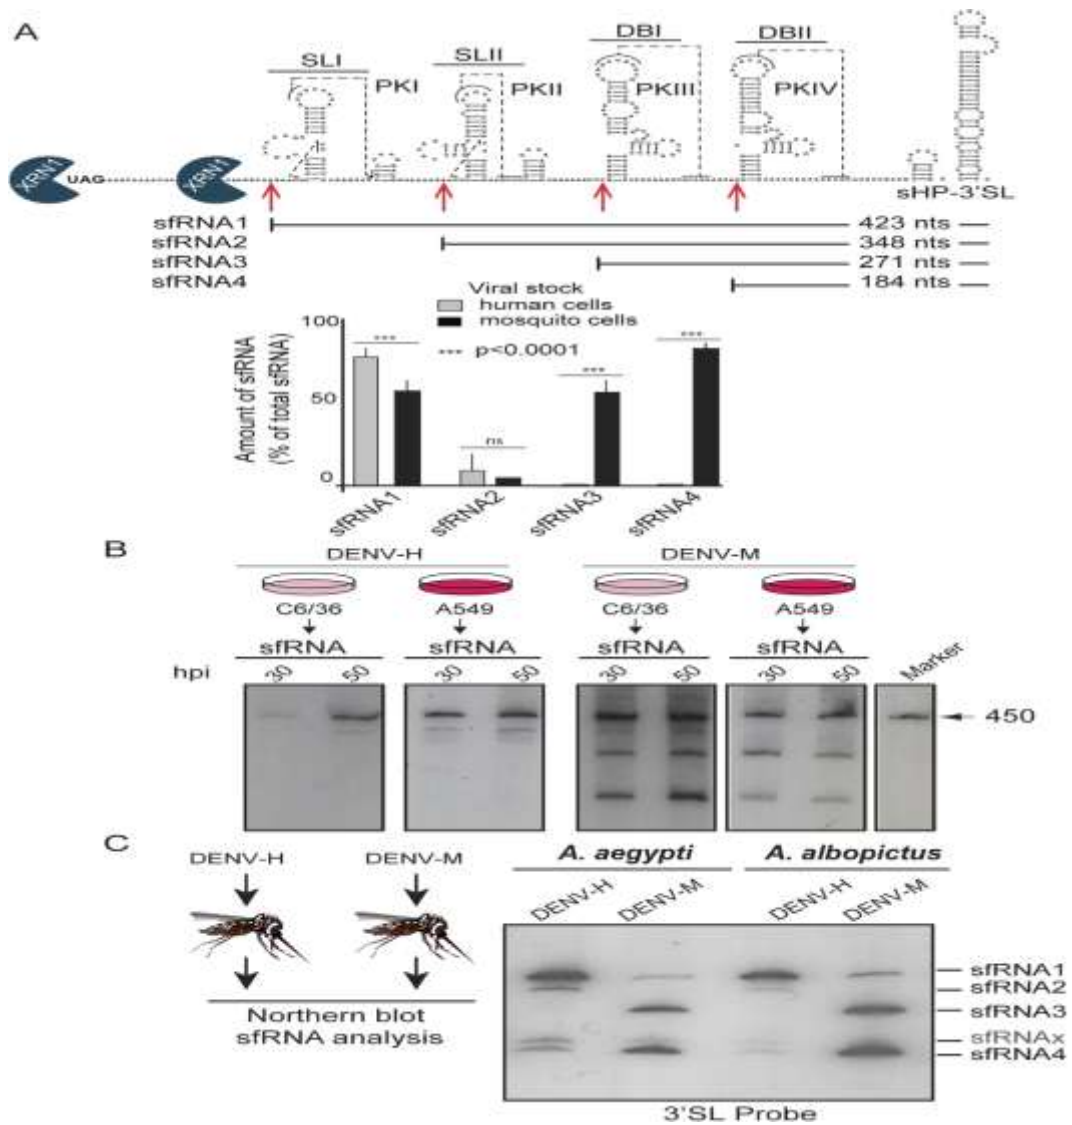 A
SLI
PKI
SLII
PKII
DBI
PKIII
DBII
PKIV
XRN1
UAG
XRN1
sHP-3'SL
sfRNA1
423 nts
sfRNA2
348 nts
sfRNA3
271 nts
sfRNA4
184 nts
Viral stock
human cells
mosquito cells
*** p<0.0001
Amount of sfRNA
(% of total sfRNA)
100
50
0
***
ns
***
***
sfRNA1
sfRNA2
sfRNA3
sfRNA4
B
DENV-H
DENV-M
C6/36
A549
C6/36
A549
sfRNA
sfRNA
sfRNA
sfRNA
hpi
30
50
30
50
30
50
30
50
Marker
450
C
DENV-H
DENV-M
Northern blot
sfRNA analysis
A. aegypti
A. albopictus
DENV-H
DENV-M
DENV-H
DENV-M
sfRNA1
sfRNA2
sfRNA3
sfRNAx
sfRNA4
3'SL Probe